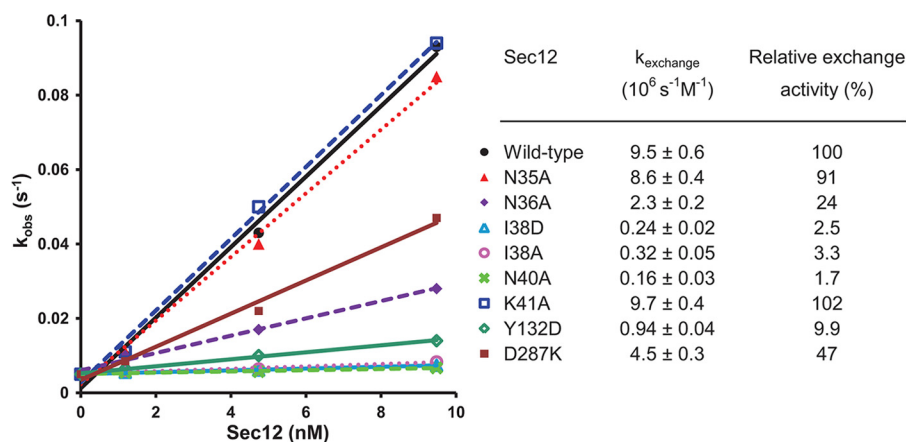 0.1
0.08
0.06
0.04
0.02
0
0 2 4 6 8 10
k_obs (s⁻¹)
Sec12 (nM)
Sec12 k_exchange Relative exchange
(10⁶ s⁻¹M⁻¹) activity (%)
Wild-type 9.5 ± 0.6 100
N35A 8.6 ± 0.4 91
N36A 2.3 ± 0.2 24
I38D 0.24 ± 0.02 2.5
I38A 0.32 ± 0.05 3.3
N40A 0.16 ± 0.03 1.7
K41A 9.7 ± 0.4 102
Y132D 0.94 ± 0.04 9.9
D287K 4.5 ± 0.3 47